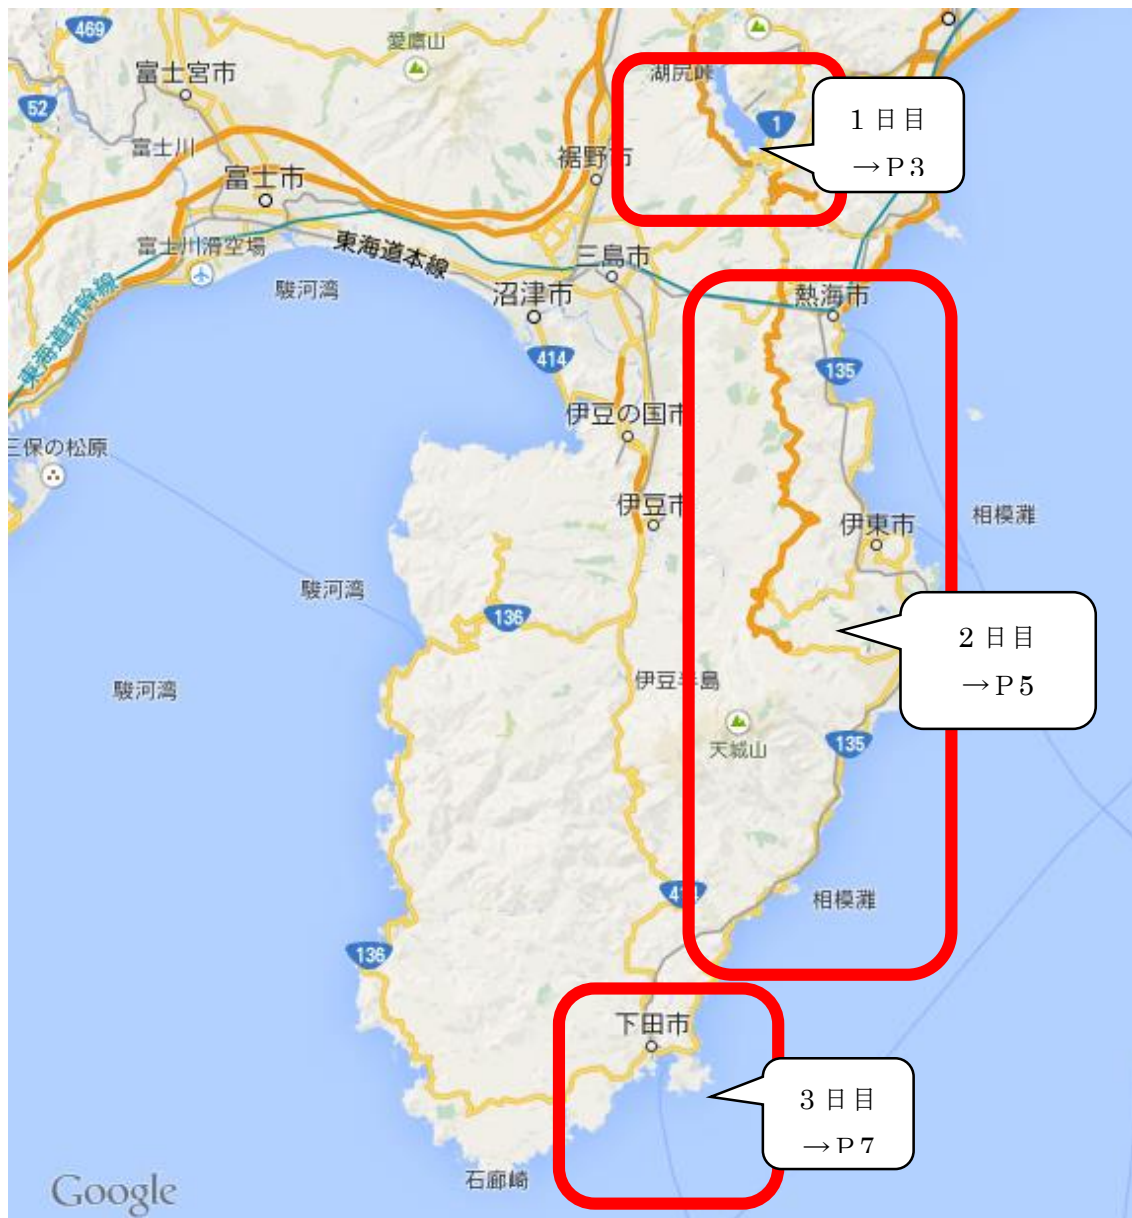 469
愛鷹山
富士宮市
湖尻峠
52
1
1日目
→P3
富士川
裾野市
富士市
富士川滑空場
東海道本線
三島市
駿河湾
沼津市
熱海市
東海道新幹線
414
135
伊豆の国市
三保の松原
伊豆市
伊東市
相模灘
駿河湾
136
2日目
→P5
駿河湾
伊豆半島
天城山
135
414
相模灘
136
下田市
3日目
→P7
石廊崎
Google